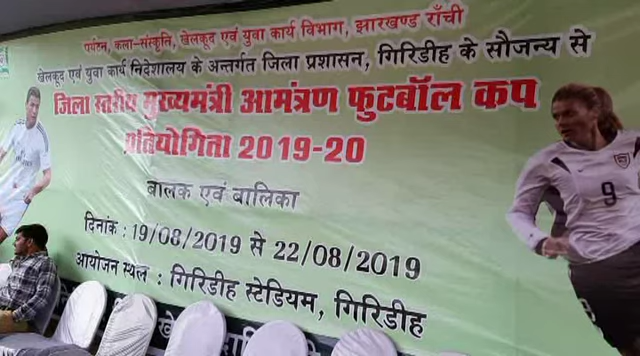 पर्यटन, कला-संस्कृति, खेलकूद एवं युवा कार्य विभाग, झारखण्ड राँची
खेलकूद एवं युवा कार्य निदेशालय के अन्तर्गत जिला प्रशासन, गिरिडीह के सौजन्य से
जिला स्तरीय मुख्यमंत्री आमंत्रण फुटबॉल कप
प्रतियोगिता 2019-20
बालक एवं बालिका
दिनांक : 19/08/2019 से 22/08/2019
आयोजन स्थल : गिरिडीह स्टेडियम, गिरिडीह
9